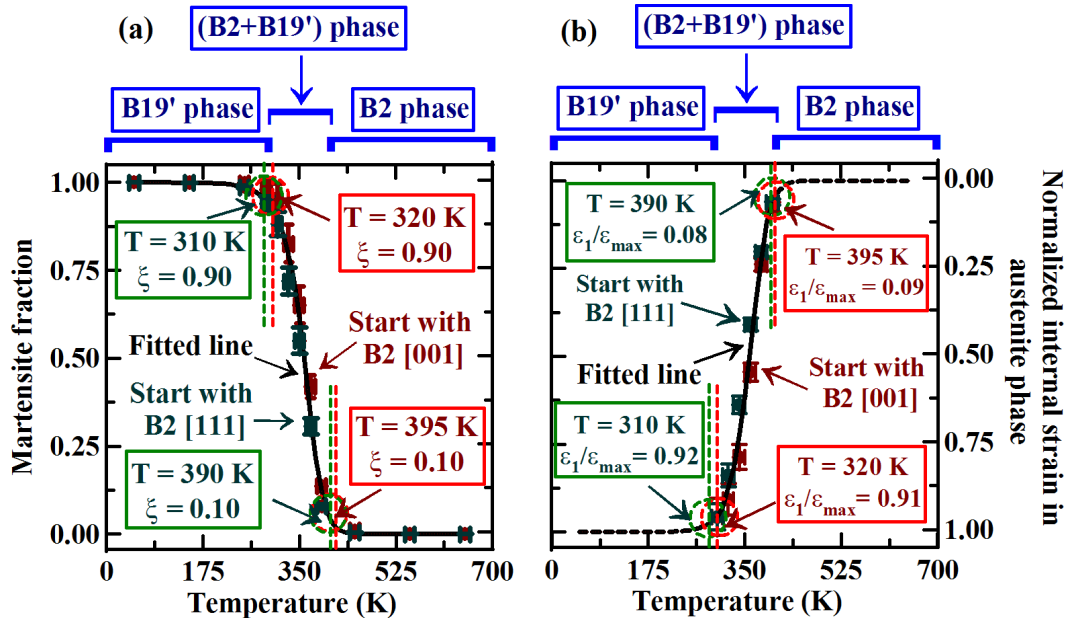 (a)
(B2+B19') phase
B19' phase
B2 phase
1.00
0.75
0.50
0.25
0.00
Martensite fraction
T = 310 K
ξ = 0.90
T = 320 K
ξ = 0.90
Fitted line
Start with
B2 [001]
Start with
B2 [111]
T = 390 K
ξ = 0.10
T = 395 K
ξ = 0.10
0
175
350
525
700
Temperature (K)
(b)
(B2+B19') phase
B19' phase
B2 phase
0.00
0.25
0.50
0.75
1.00
Normalized internal strain in
austenite phase
T = 390 K
ε₁/εmax = 0.08
T = 395 K
ε₁/εmax = 0.09
Start with
B2 [111]
Fitted line
Start with
B2 [001]
T = 310 K
ε₁/εmax = 0.92
T = 320 K
ε₁/εmax = 0.91
0
175
350
525
700
Temperature (K)